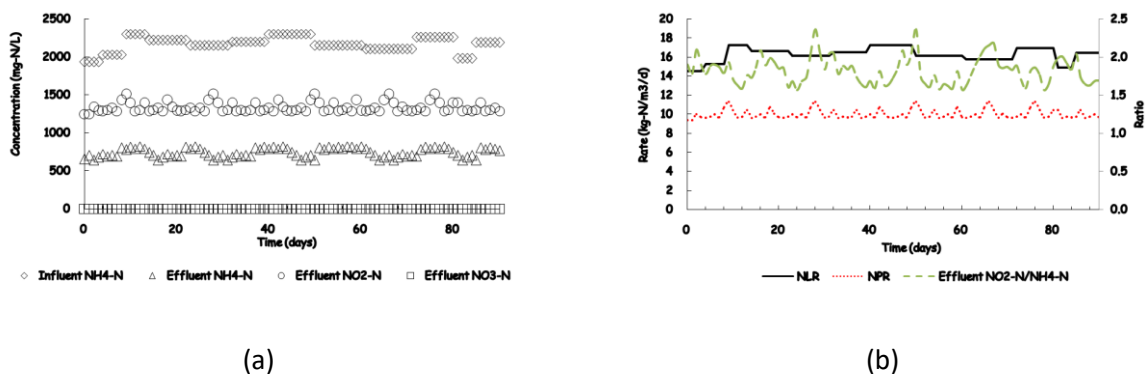 2500
2000
1500
1000
500
0
Concentration (mg-N/L)
0 20 40 60 80
Time (days)
Influent NH4-N Effluent NH4-N Effluent NO2-N Effluent NO3-N
(a)
20
18
16
14
12
10
8
6
4
2
0
Rate (kg-N/m3/d)
2.5
2.0
1.5
1.0
0.5
0.0
Ratio
0 20 40 60 80
Time (days)
NLR NPR Effluent NO2-N/NH4-N
(b)